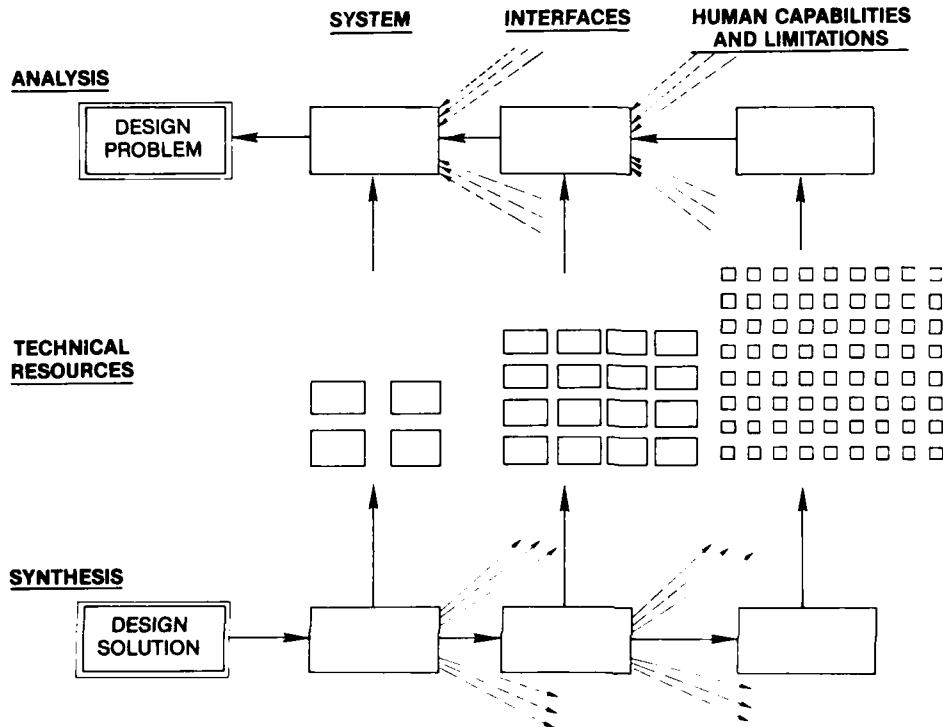 SYSTEM
INTERFACES
HUMAN CAPABILITIES
AND LIMITATIONS
ANALYSIS
DESIGN
PROBLEM
TECHNICAL
RESOURCES
SYNTHESIS
DESIGN
SOLUTION